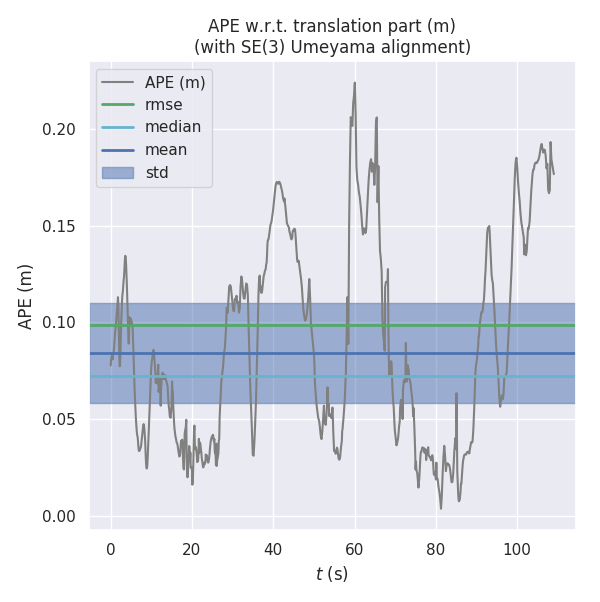 APE w.r.t. translation part (m)
(with SE(3) Umeyama alignment)
APE (m)
rmse
median
mean
std
0.20
0.15
0.10
0.05
0.00
APE (m)
0 20 40 60 80 100
t (s)